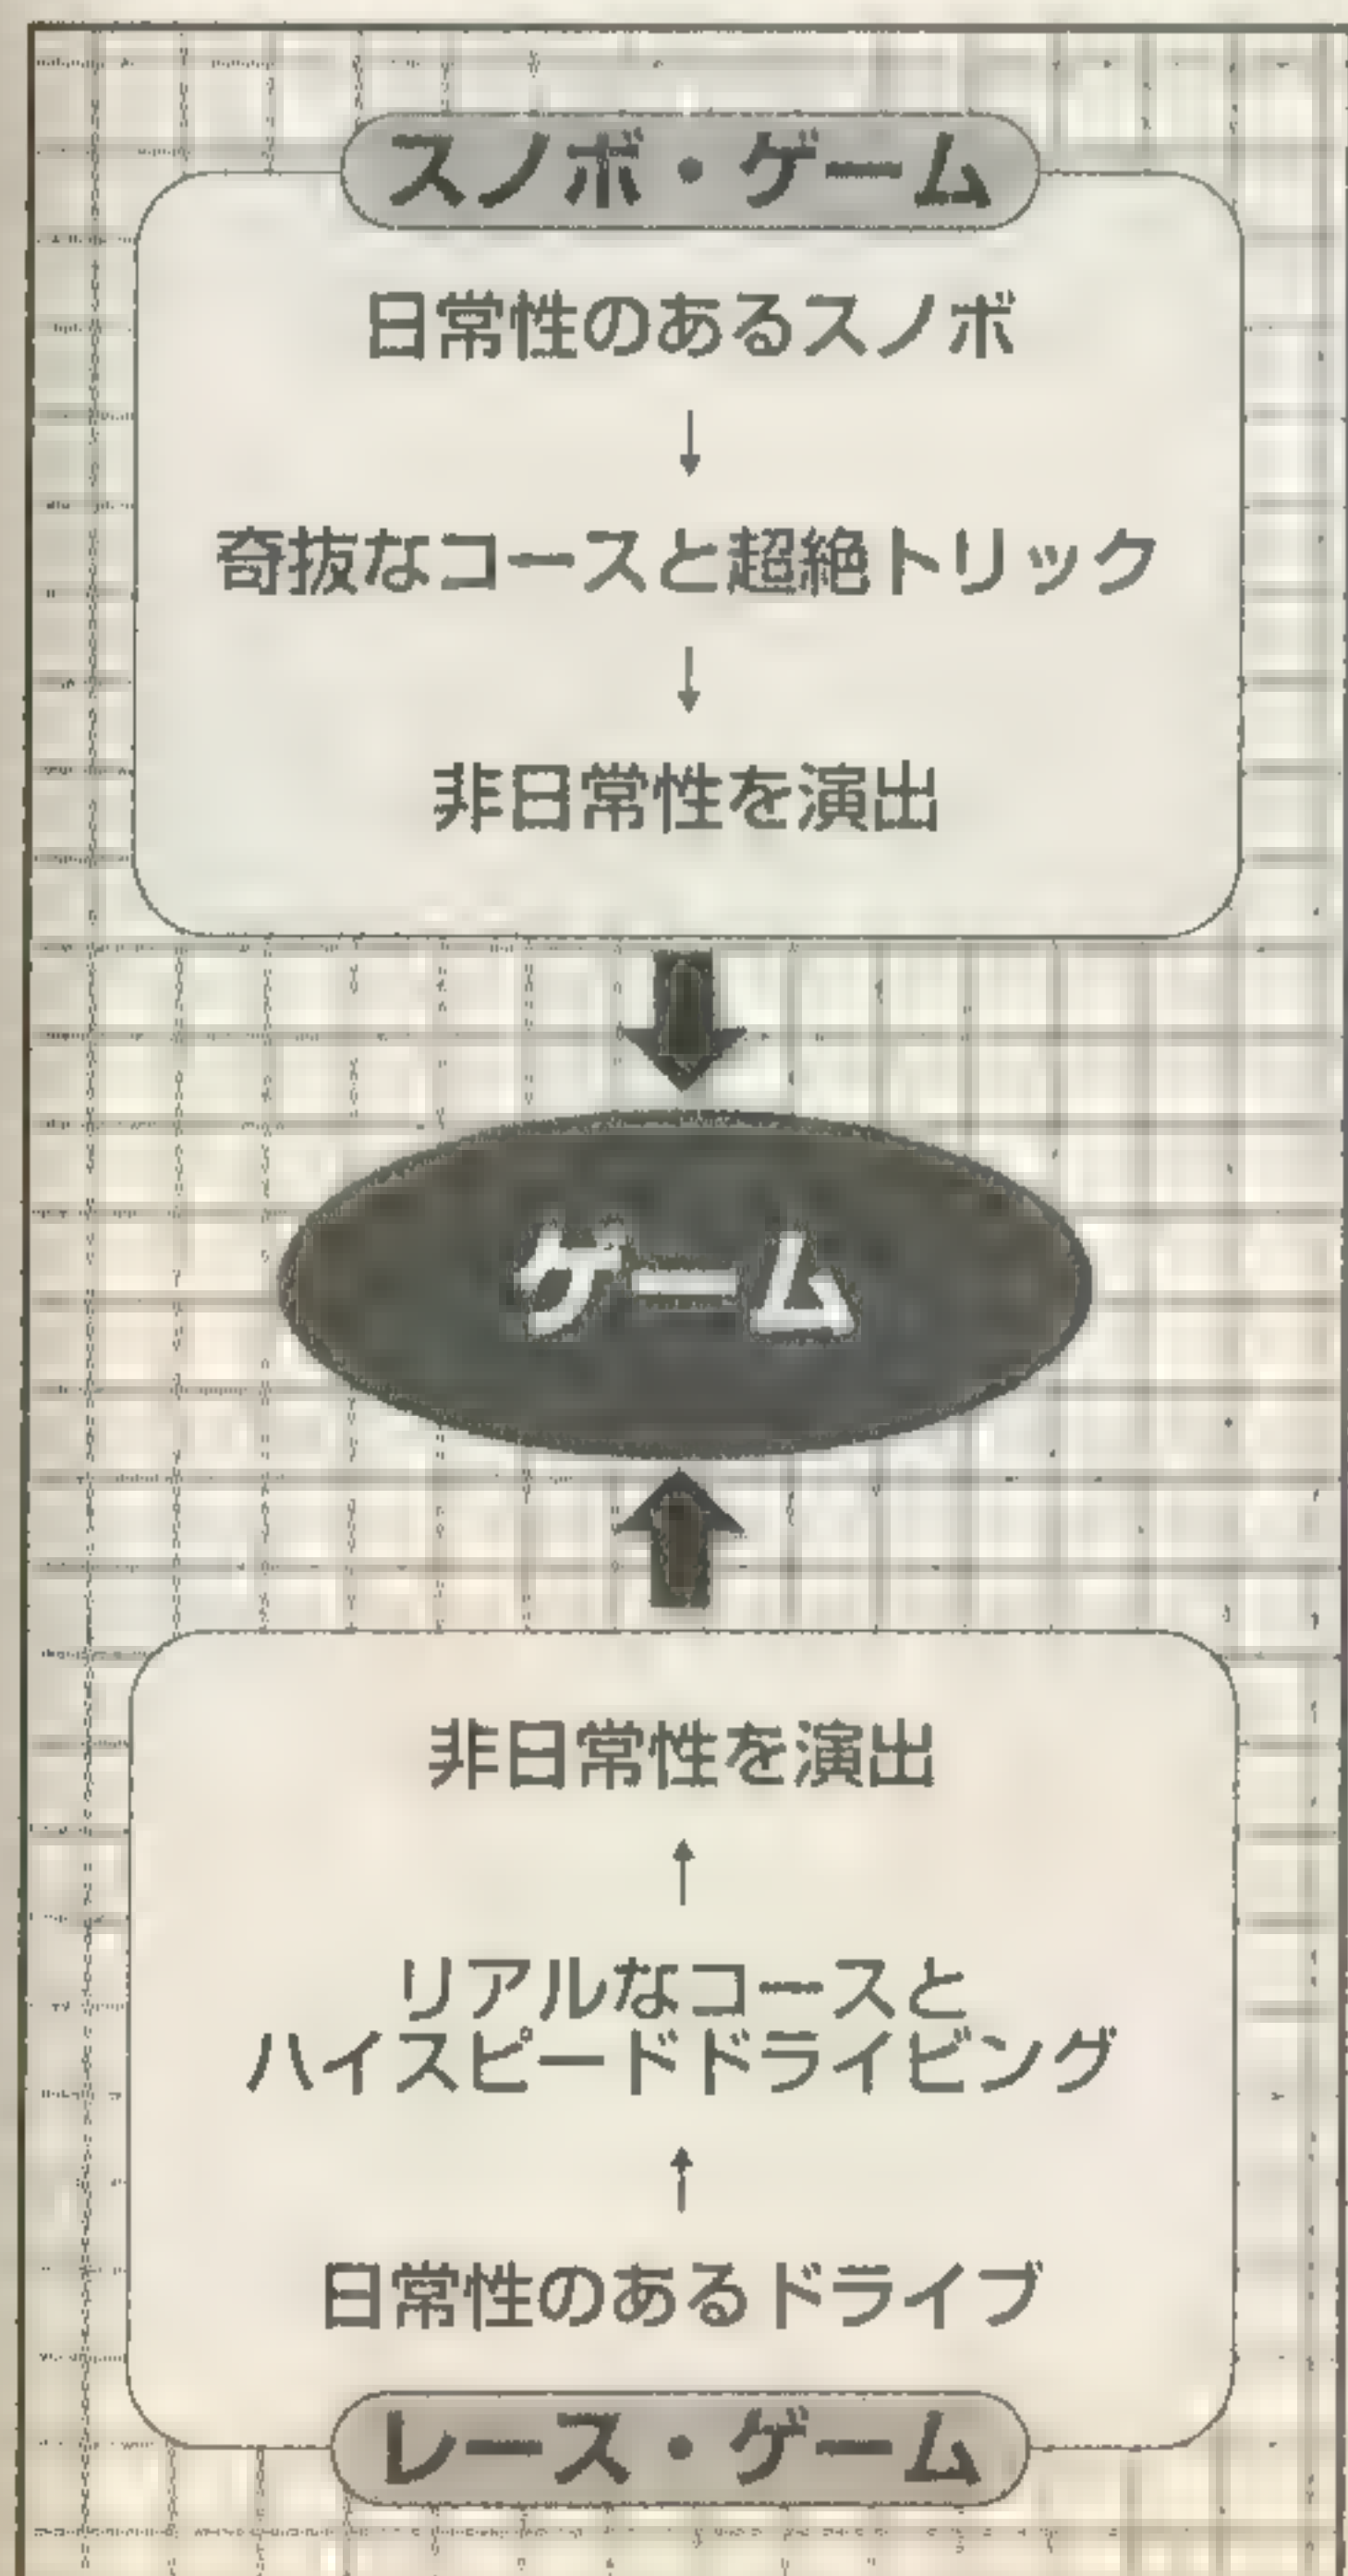 スノボ・ゲーム
日常性のあるスノボ
↓
奇抜なコースと超絶トリック
↓
非日常性を演出
ゲーム
非日常性を演出
↑
リアルなコースと
ハイスピードドライビング
↑
日常性のあるドライブ
レース・ゲーム